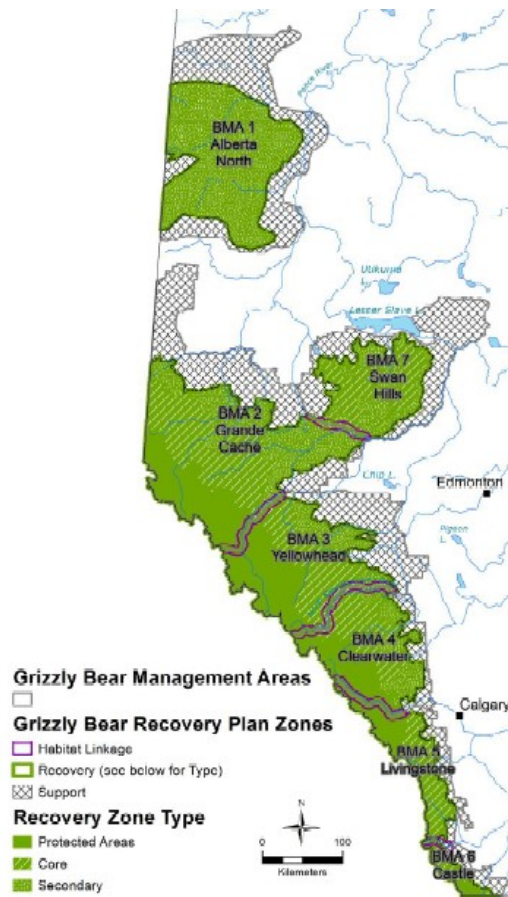 Peace River
BMA 1
Alberta
North
Utikuma
L.
Lesser Slave L.
BMA 7
Swan
Hills
BMA 2
Grande
Cache
Chip L.
Edmonton
Pigeon
L.
BMA 3
Yellowhead
BMA 4
Clearwater
Calgary
BMA 5
Livingstone
BMA 6
Castle
Grizzly Bear Management Areas
Grizzly Bear Recovery Plan Zones
Habitat Linkage
Recovery (see below for Type)
Support
Recovery Zone Type
Protected Areas
Core
Secondary
N
0 100
Kilometers